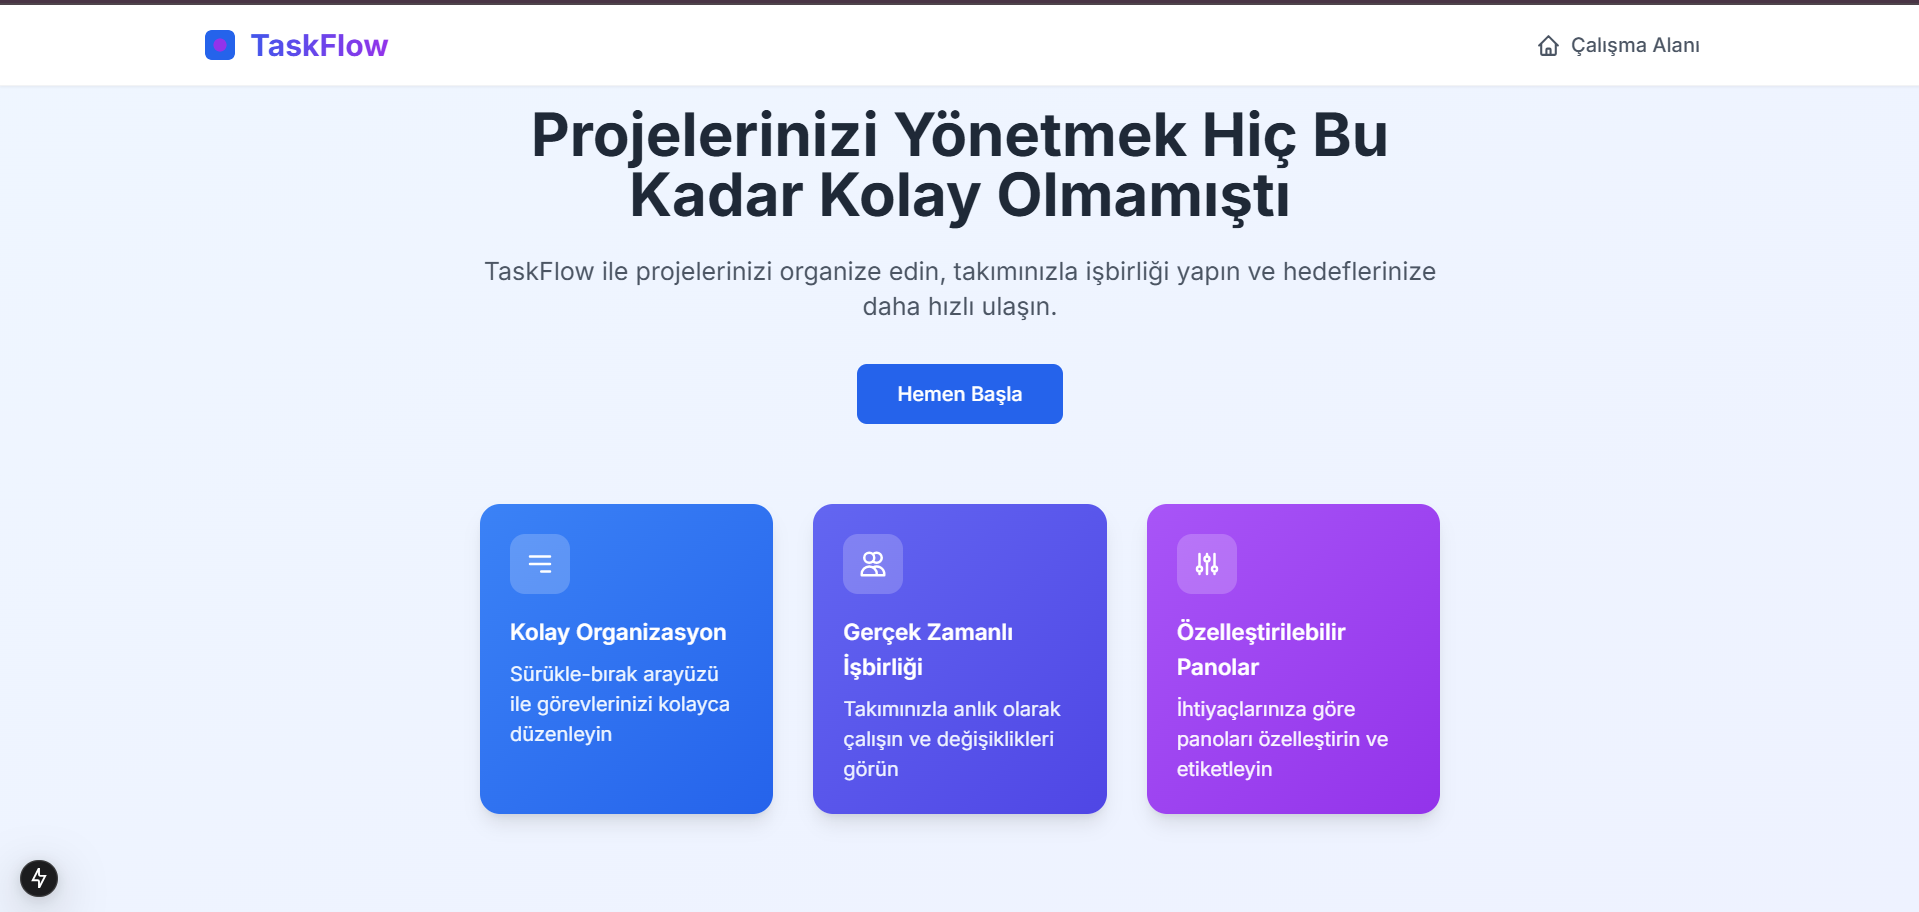 TaskFlow
Çalışma Alanı
Projelerinizi Yönetmek Hiç Bu
Kadar Kolay Olmamıştı
TaskFlow ile projelerinizi organize edin, takımınızla işbirliği yapın ve hedeflerinize
daha hızlı ulaşın.
Hemen Başla
Kolay Organizasyon
Sürükle-bırak arayüzü
ile görevlerinizi kolayca
düzenleyin
Gerçek Zamanlı
İşbirliği
Takımınızla anlık olarak
çalışın ve değişiklikleri
görün
Özelleştirilebilir
Panolar
İhtiyaçlarınıza göre
panoları özelleştirin ve
etiketleyin